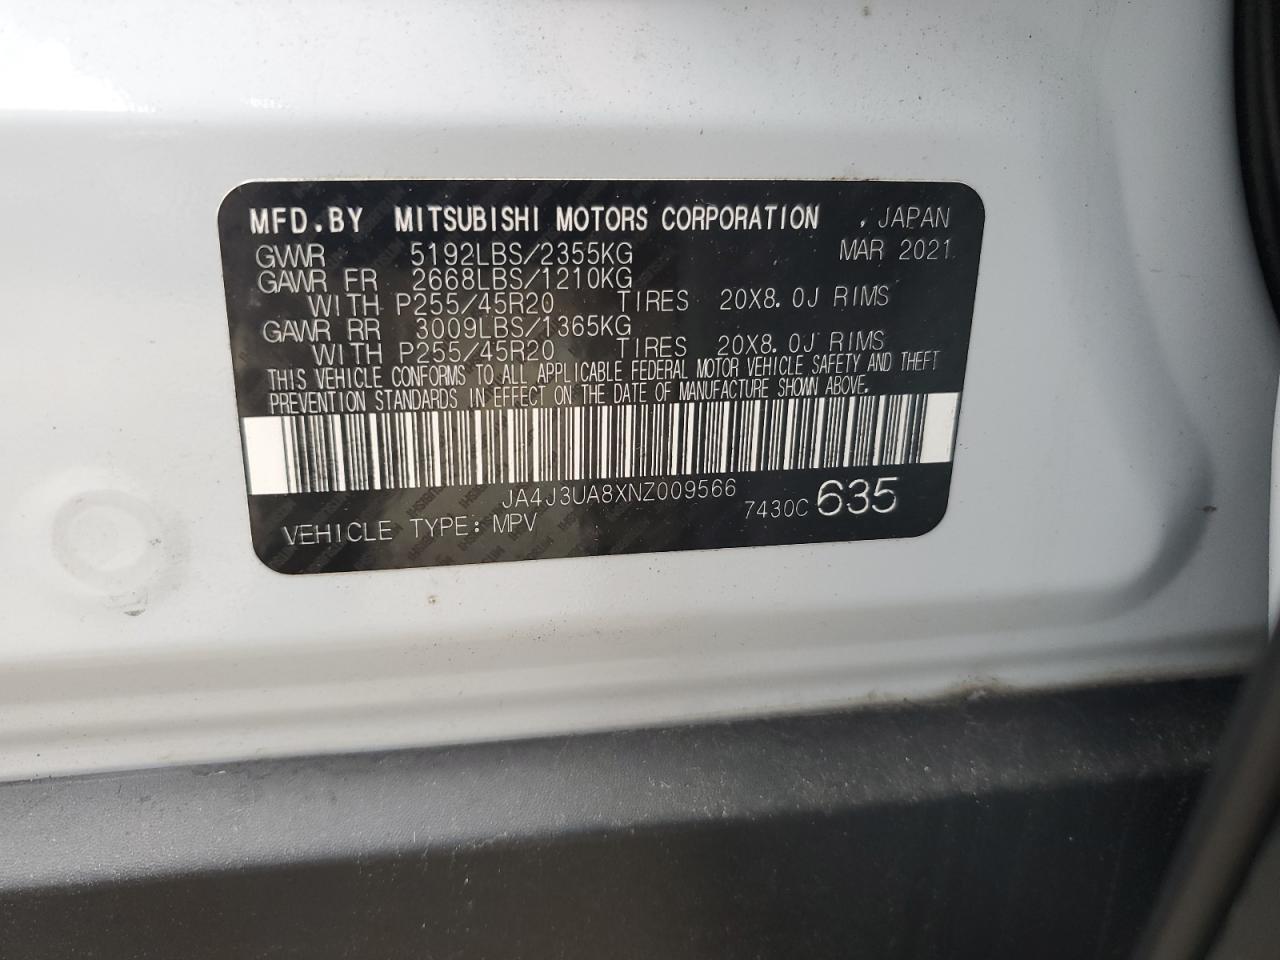 MFD.BY MITSUBISHI MOTORS CORPORATION , JAPAN
GVWR 5192LBS/2355KG MAR 2021
GAWR FR 2668LBS/1210KG
WITH P255/45R20 TIRES 20X8.0J RIMS
GAWR RR 3009LBS/1365KG
WITH P255/45R20 TIRES 20X8.0J RIMS
THIS VEHICLE CONFORMS TO ALL APPLICABLE FEDERAL MOTOR VEHICLE SAFETY AND THEFT
PREVENTION STANDARDS IN EFFECT ON THE DATE OF MANUFACTURE SHOWN ABOVE.
JA4J3UA8XNZ009566
VEHICLE TYPE: MPV 7430C 635